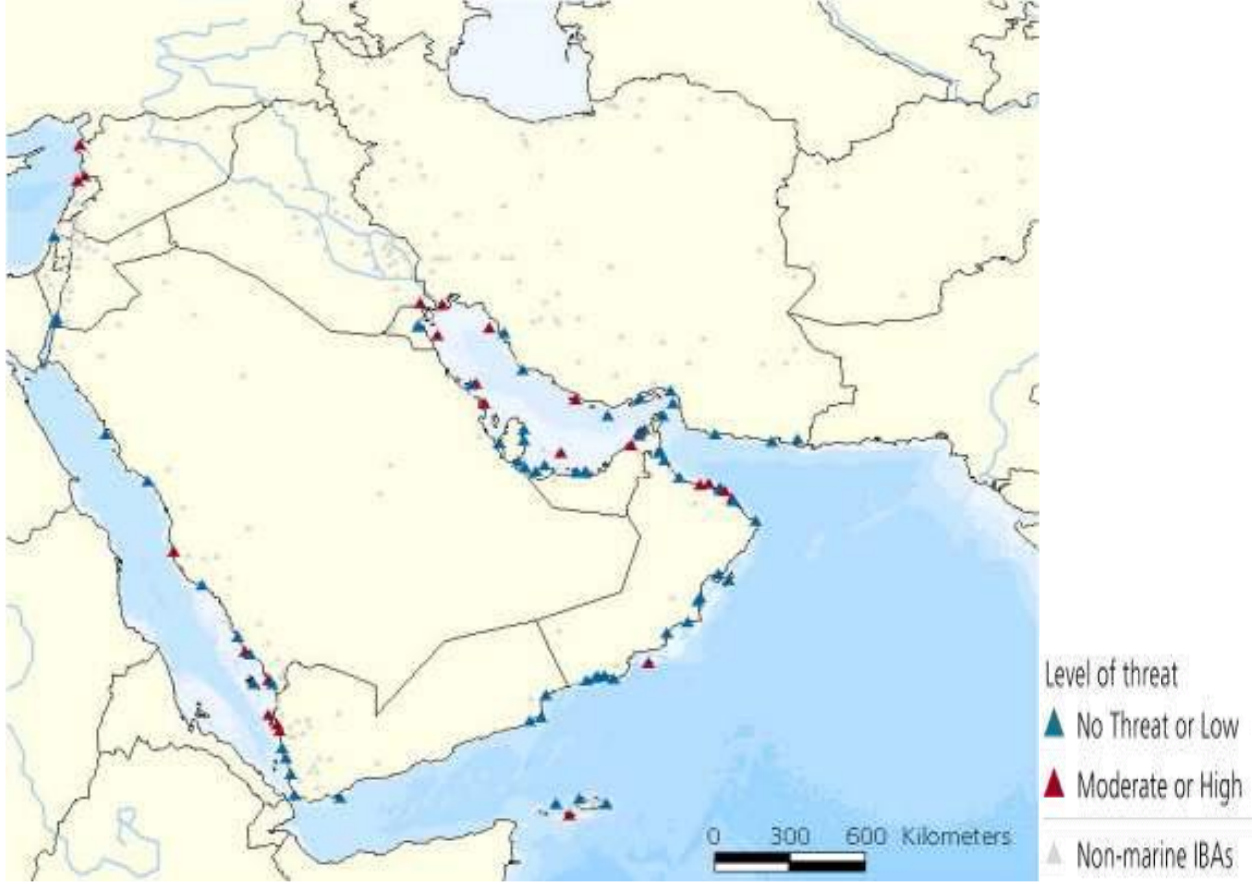 Level of threat
No Threat or Low
Moderate or High
Non-marine IBAs
0 300 600 Kilometers